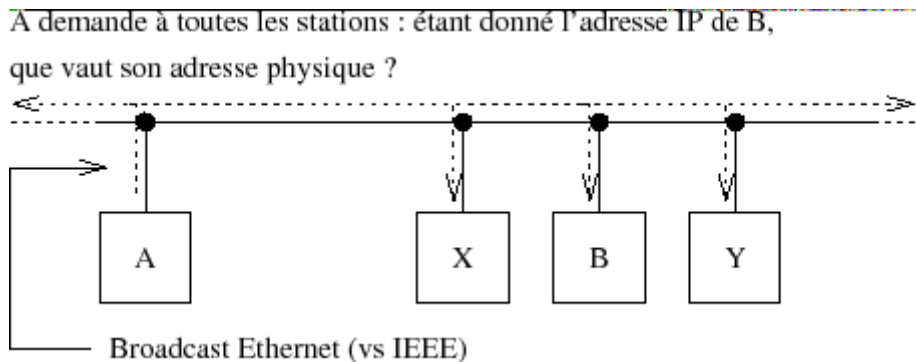 A demande à toutes les stations : étant donné l'adresse IP de B,
que vaut son adresse physique ?
A
X
B
Y
Broadcast Ethernet (vs IEEE)